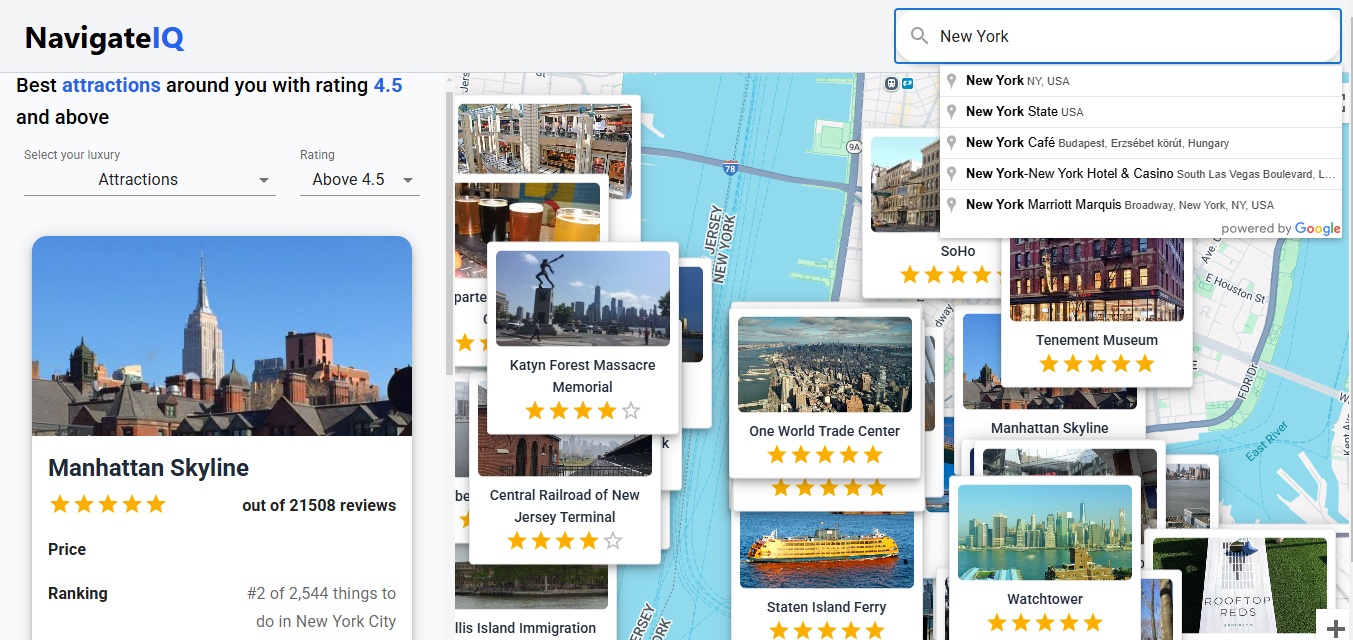 NavigateIQ
New York
New York NY, USA
New York State USA
New York Café Budapest, Erzsébet körút, Hungary
New York-New York Hotel & Casino South Las Vegas Boulevard, L...
New York Marriott Marquis Broadway, New York, NY, USA
powered by Google
Best attractions around you with rating 4.5
and above
Select your luxury
Attractions
Rating
Above 4.5
Manhattan Skyline
out of 21508 reviews
Price
Ranking
#2 of 2,544 things to
do in New York City
78
9A
JERSEY
NEW YORK
SoHo
E Houston St
Tenement Museum
Katyn Forest Massacre
Memorial
One World Trade Center
Manhattan Skyline
FDR Dr
East River
Central Railroad of New
Jersey Terminal
Staten Island Ferry
Watchtower
ROOFTOP
REDS
llis Island Immigration
JERSEY